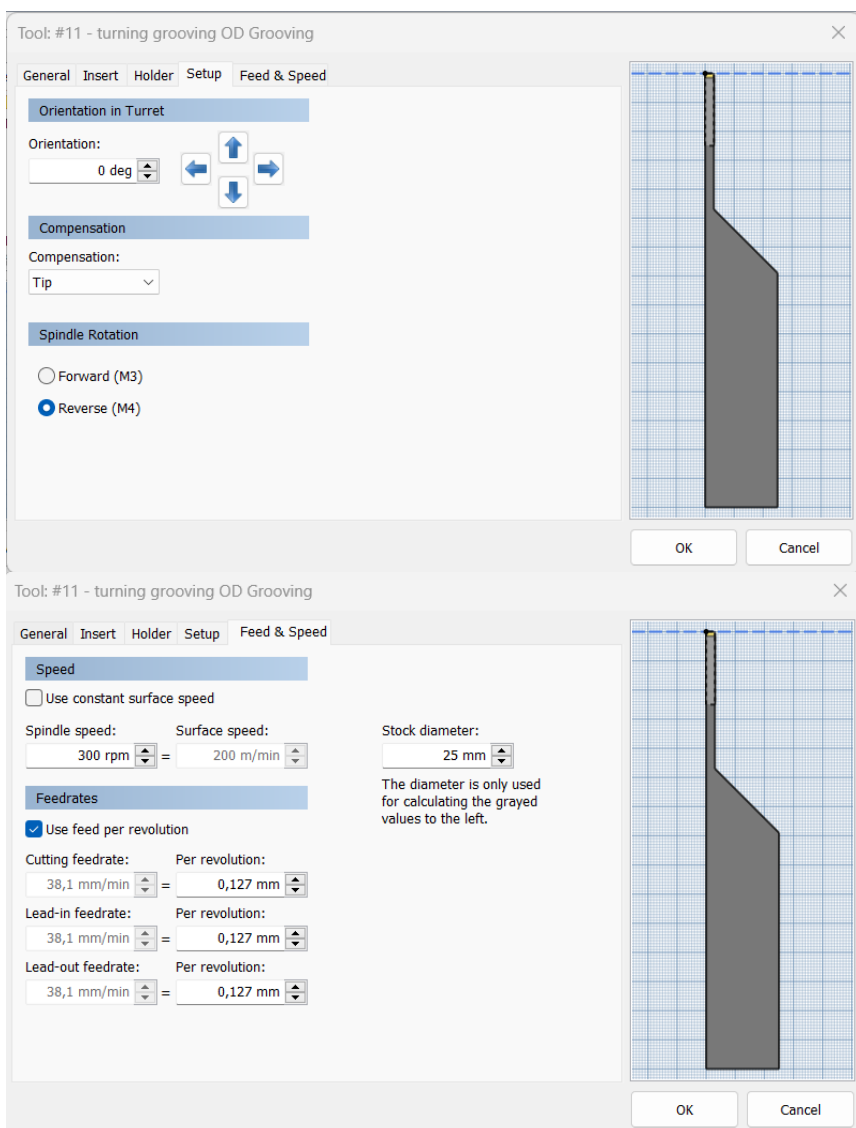 Tool: #11 - turning grooving OD Grooving
General Insert Holder Setup Feed & Speed
Orientation in Turret
Orientation:
0 deg
Compensation
Compensation:
Tip
Spindle Rotation
Forward (M3)
Reverse (M4)
OK Cancel
Tool: #11 - turning grooving OD Grooving
General Insert Holder Setup Feed & Speed
Speed
Use constant surface speed
Spindle speed: Surface speed: Stock diameter:
300 rpm = 200 m/min 25 mm
The diameter is only used
for calculating the grayed
values to the left.
Feedrates
Use feed per revolution
Cutting feedrate: Per revolution:
38,1 mm/min = 0,127 mm
Lead-in feedrate: Per revolution:
38,1 mm/min = 0,127 mm
Lead-out feedrate: Per revolution:
38,1 mm/min = 0,127 mm
OK Cancel